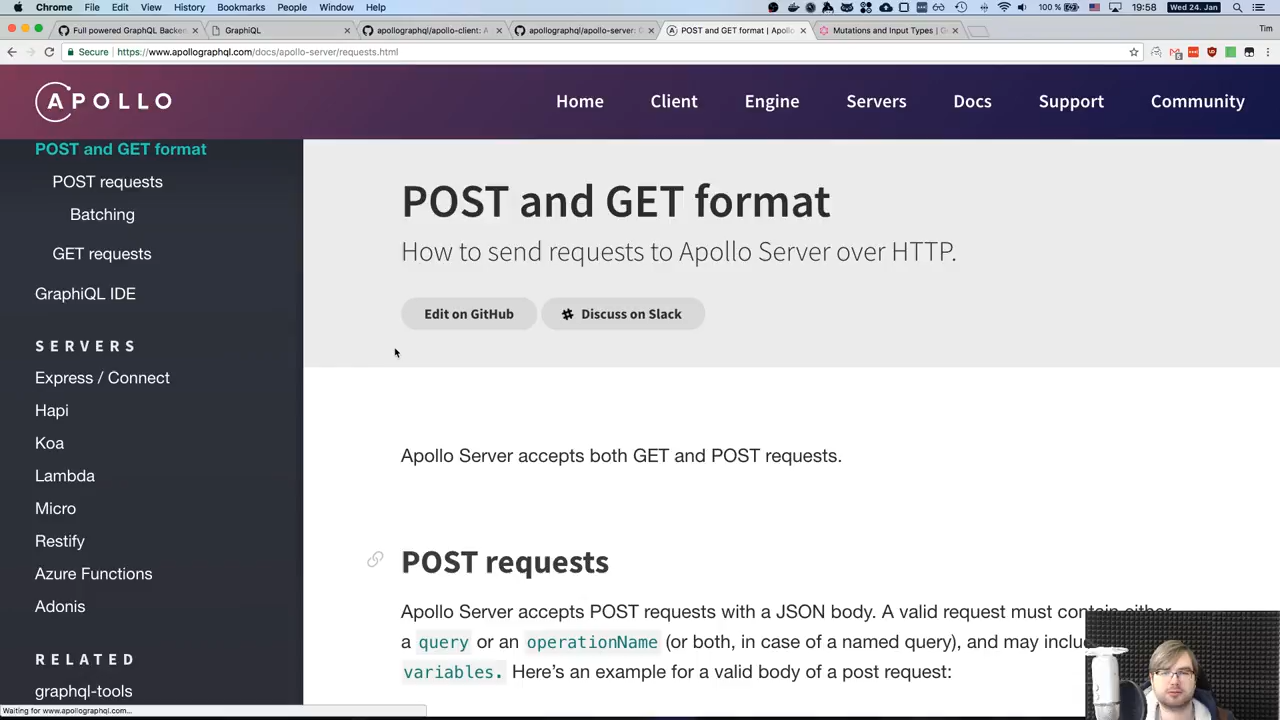 Chrome File Edit View History Bookmarks People Window Help
100 % 19:58 Wed 24. Jan
Full powered GraphQL Backen
GraphiQL
apollographql/apollo-client:
apollographql/apollo-server:
POST and GET format | Apollo
Mutations and Input Types |
Tim
Secure https://www.apollographql.com/docs/apollo-server/requests.html
APOLLO
Home Client Engine Servers Docs Support Community
POST and GET format
POST requests
Batching
GET requests
GraphiQL IDE
SERVERS
Express / Connect
Hapi
Koa
Lambda
Micro
Restify
Azure Functions
Adonis
RELATED
graphql-tools
POST and GET format
How to send requests to Apollo Server over HTTP.
Edit on GitHub
Discuss on Slack
Apollo Server accepts both GET and POST requests.
POST requests
Apollo Server accepts POST requests with a JSON body. A valid request must contain either
a query or an operationName (or both, in case of a named query), and may inclu
variables. Here's an example for a valid body of a post request:
Waiting for www.apollographql.com...